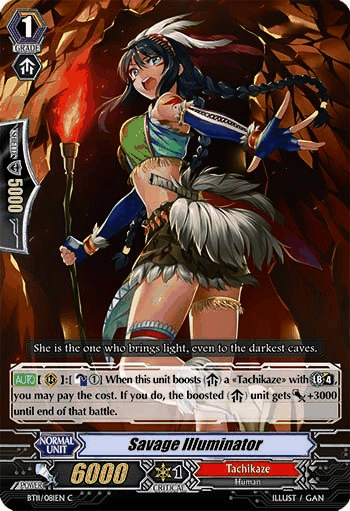 1
GRADE
SHIELD 5000
She is the one who brings light, even to the darkest caves.
AUTO [ ]:[ 1] When this unit boosts a «Tachikaze» with LB 4,
you may pay the cost. If you do, the boosted unit gets +3000
until end of that battle.
NORMAL UNIT
Savage Illuminator
POWER 6000
1 CRITICAL
Tachikaze
Human
BT11/081EN C
ILLUST / GAN